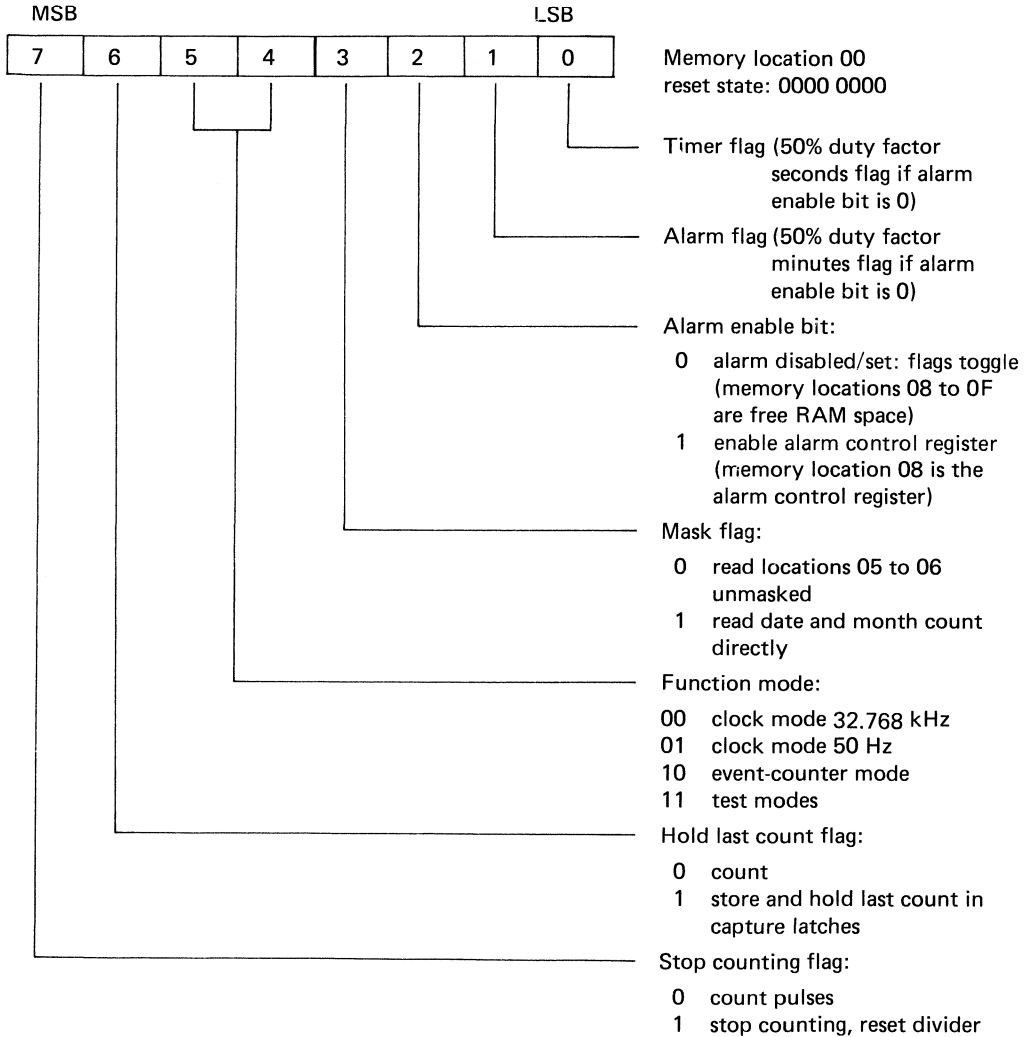 MSB LSB
7 6 5 4 3 2 1 0
Memory location 00
reset state: 0000 0000
Timer flag (50% duty factor
seconds flag if alarm
enable bit is 0)
Alarm flag (50% duty factor
minutes flag if alarm
enable bit is 0)
Alarm enable bit:
0 alarm disabled/set: flags toggle
(memory locations 08 to 0F
are free RAM space)
1 enable alarm control register
(memory location 08 is the
alarm control register)
Mask flag:
0 read locations 05 to 06
unmasked
1 read date and month count
directly
Function mode:
00 clock mode 32.768 kHz
01 clock mode 50 Hz
10 event-counter mode
11 test modes
Hold last count flag:
0 count
1 store and hold last count in
capture latches
Stop counting flag:
0 count pulses
1 stop counting, reset divider